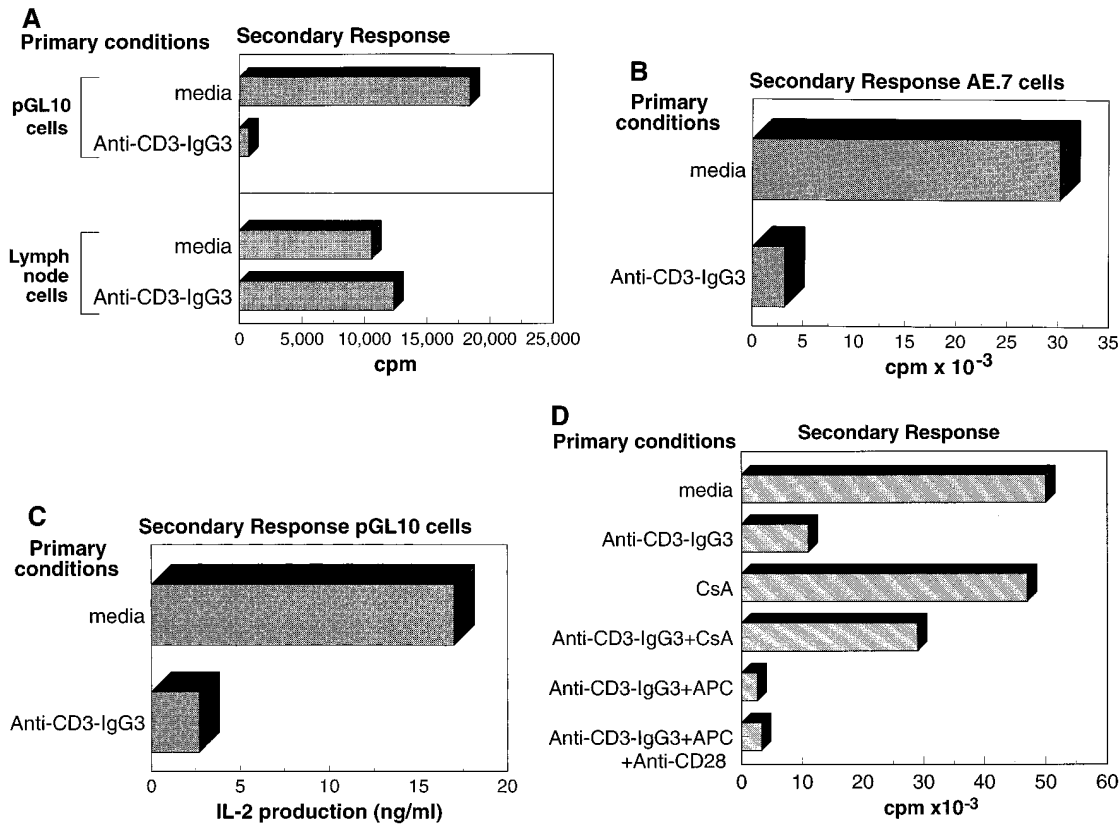 A
Primary conditions
Secondary Response
pGL10
cells
media
Anti-CD3-IgG3
Lymph
node
cells
media
Anti-CD3-IgG3
0 5,000 10,000 15,000 20,000 25,000
cpm
B
Secondary Response AE.7 cells
Primary
conditions
media
Anti-CD3-IgG3
0 5 10 15 20 25 30 35
cpm x 10-3
C
Secondary Response pGL10 cells
Primary
conditions
media
Anti-CD3-IgG3
0 5 10 15 20
IL-2 production (ng/ml)
D
Primary conditions
Secondary Response
media
Anti-CD3-IgG3
CsA
Anti-CD3-IgG3+CsA
Anti-CD3-IgG3+APC
Anti-CD3-IgG3+APC
+Anti-CD28
0 10 20 30 40 50 60
cpm x10-3